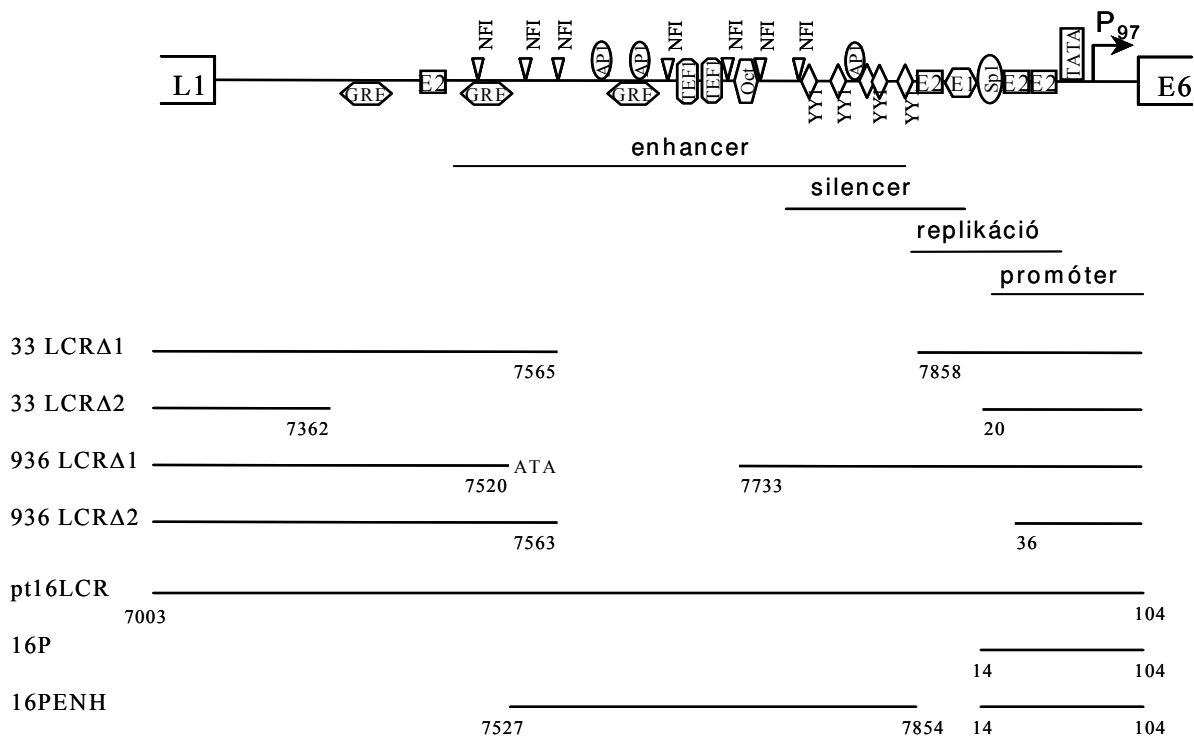 P97
NFI NFI NFI NFI NFI NFI NFI TATA
AP1 AP1 AP1
L1 GRE E2 GRE GRE TEF1 TEF1 Oct E2 E1 Sp1 E2 E2 E6
YY1 YY1 YY1 YY1
enhancer
silencer
replikáció
promóter
33 LCRΔ1 7565 7858
33 LCRΔ2 7362 20
936 LCRΔ1 7520 ATA 7733
936 LCRΔ2 7563 36
pt16LCR 7003 104
16P 14 104
16PENH 7527 7854 14 104